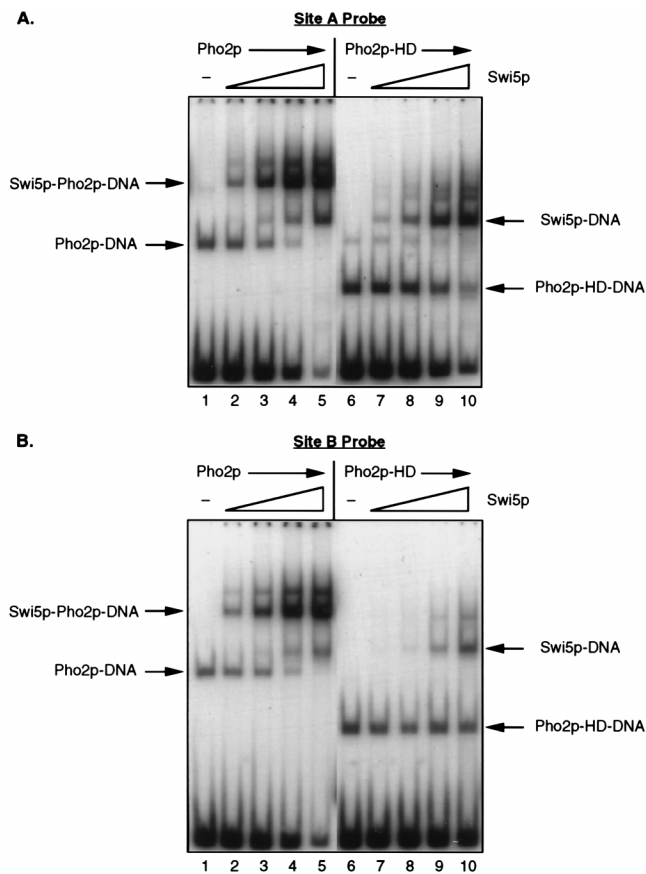 A.
Site A Probe
Pho2p Pho2p-HD
– – Swi5p
Swi5p-Pho2p-DNA
Swi5p-DNA
Pho2p-DNA
Pho2p-HD-DNA
1 2 3 4 5 6 7 8 9 10
B.
Site B Probe
Pho2p Pho2p-HD
– – Swi5p
Swi5p-Pho2p-DNA
Swi5p-DNA
Pho2p-DNA
Pho2p-HD-DNA
1 2 3 4 5 6 7 8 9 10